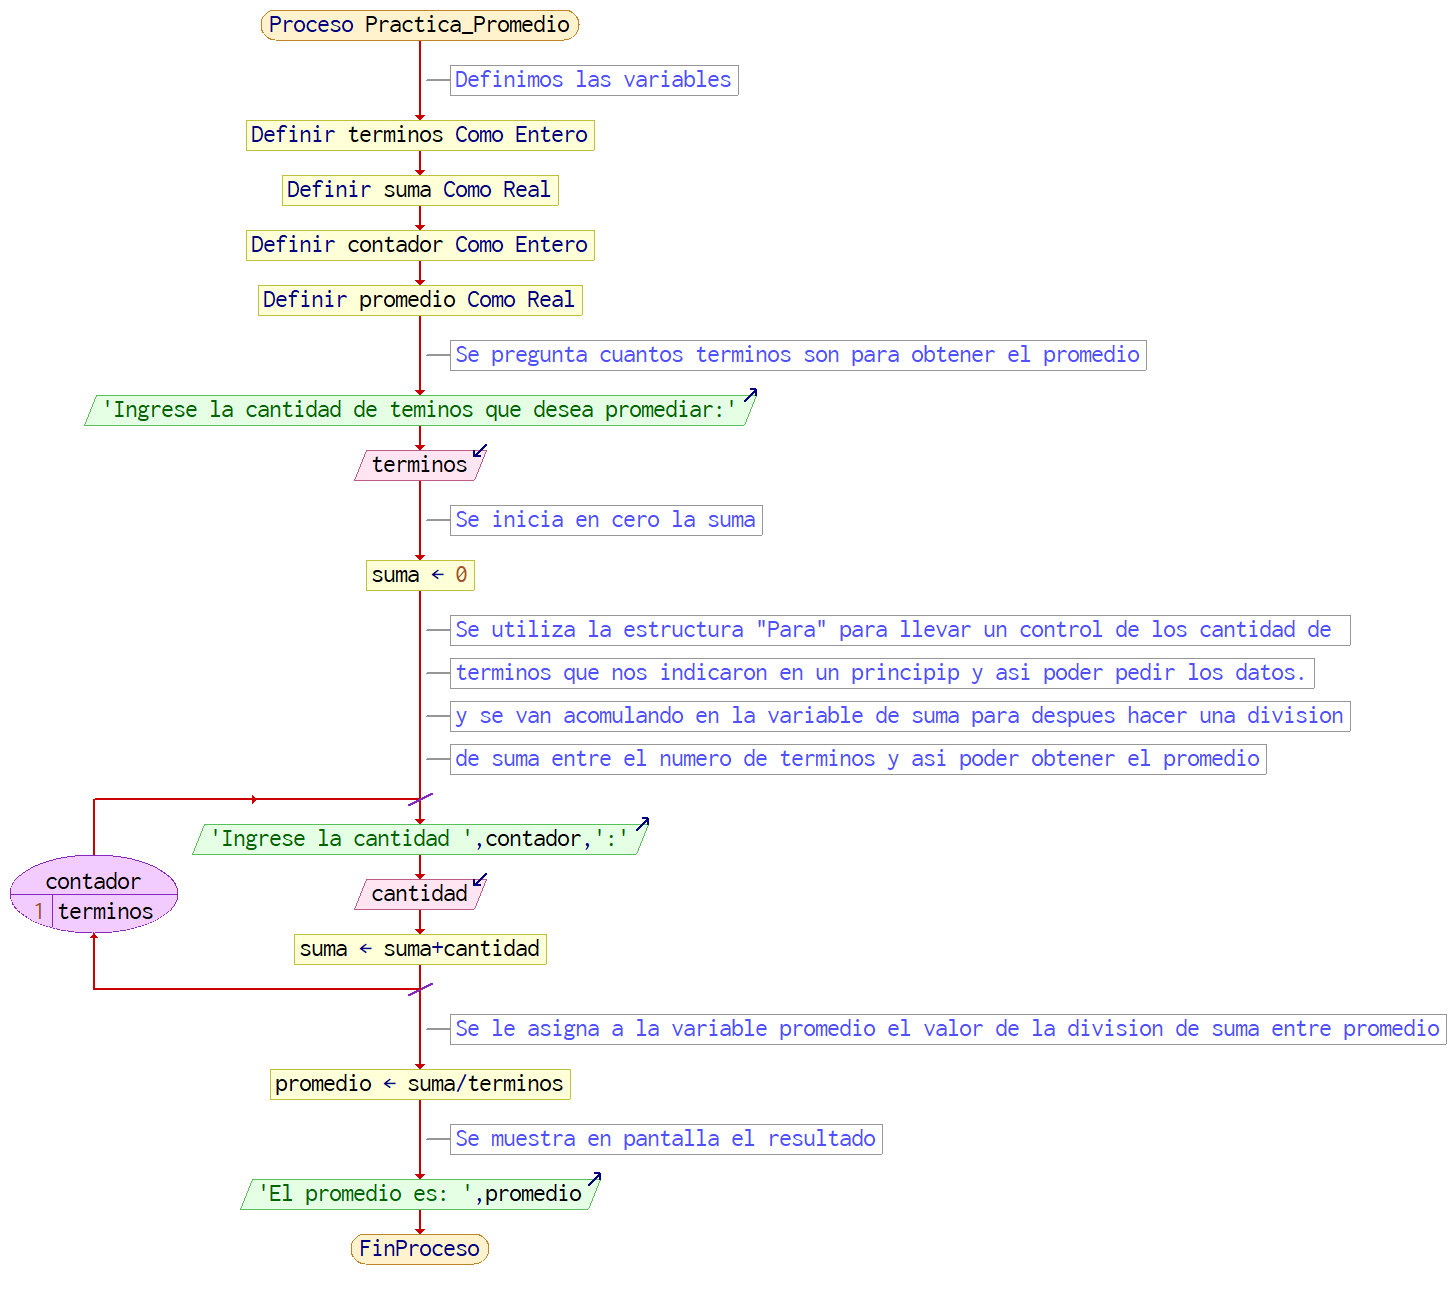 Proceso Practica_Promedio
Definimos las variables
Definir terminos Como Entero
Definir suma Como Real
Definir contador Como Entero
Definir promedio Como Real
Se pregunta cuantos terminos son para obtener el promedio
'Ingrese la cantidad de teminos que desea promediar:'
terminos
Se inicia en cero la suma
suma ← 0
Se utiliza la estructura "Para" para llevar un control de los cantidad de
terminos que nos indicaron en un principip y asi poder pedir los datos.
y se van acomulando en la variable de suma para despues hacer una division
de suma entre el numero de terminos y asi poder obtener el promedio
'Ingrese la cantidad ',contador,':'
contador
1 terminos
cantidad
suma ← suma+cantidad
Se le asigna a la variable promedio el valor de la division de suma entre promedio
promedio ← suma/terminos
Se muestra en pantalla el resultado
'El promedio es: ',promedio
FinProceso